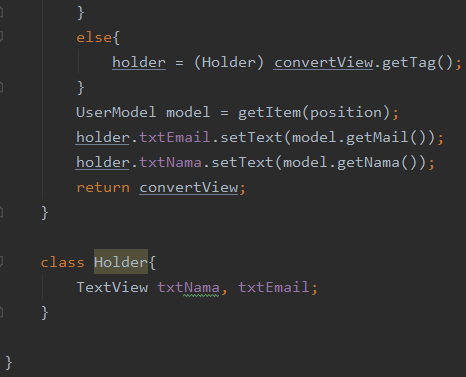 }
else{
holder = (Holder) convertView.getTag();
}
UserModel model = getItem(position);
holder.txtEmail.setText(model.getMail());
holder.txtNama.setText(model.getNama());
return convertView;
}
class Holder{
TextView txtNama, txtEmail;
}
}